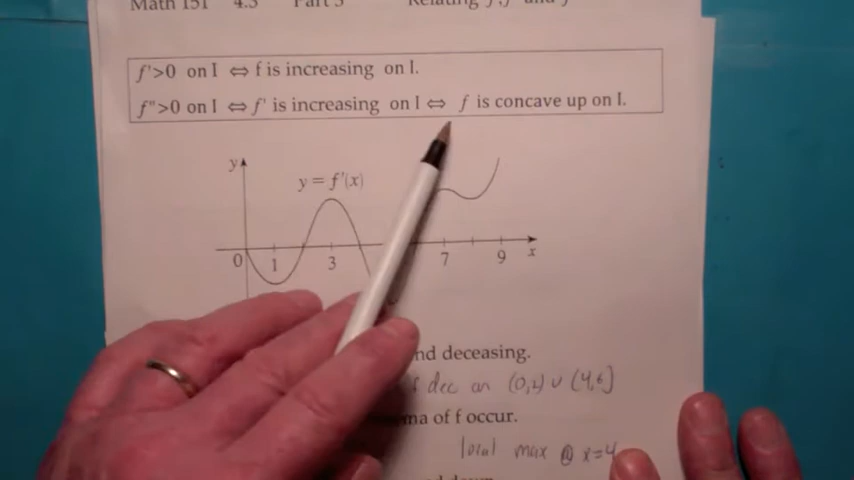 Math 151 4.3 Part 3 Relating
f'>0 on I ⇔ f is increasing on I.
f">0 on I ⇔ f' is increasing on I ⇔ f is concave up on I.
y
y = f'(x)
0 1 3 7 9 x
nd deceasing.
f dec on (0,2) ∪ (4,6]
ma of f occur.
local max @ x=4